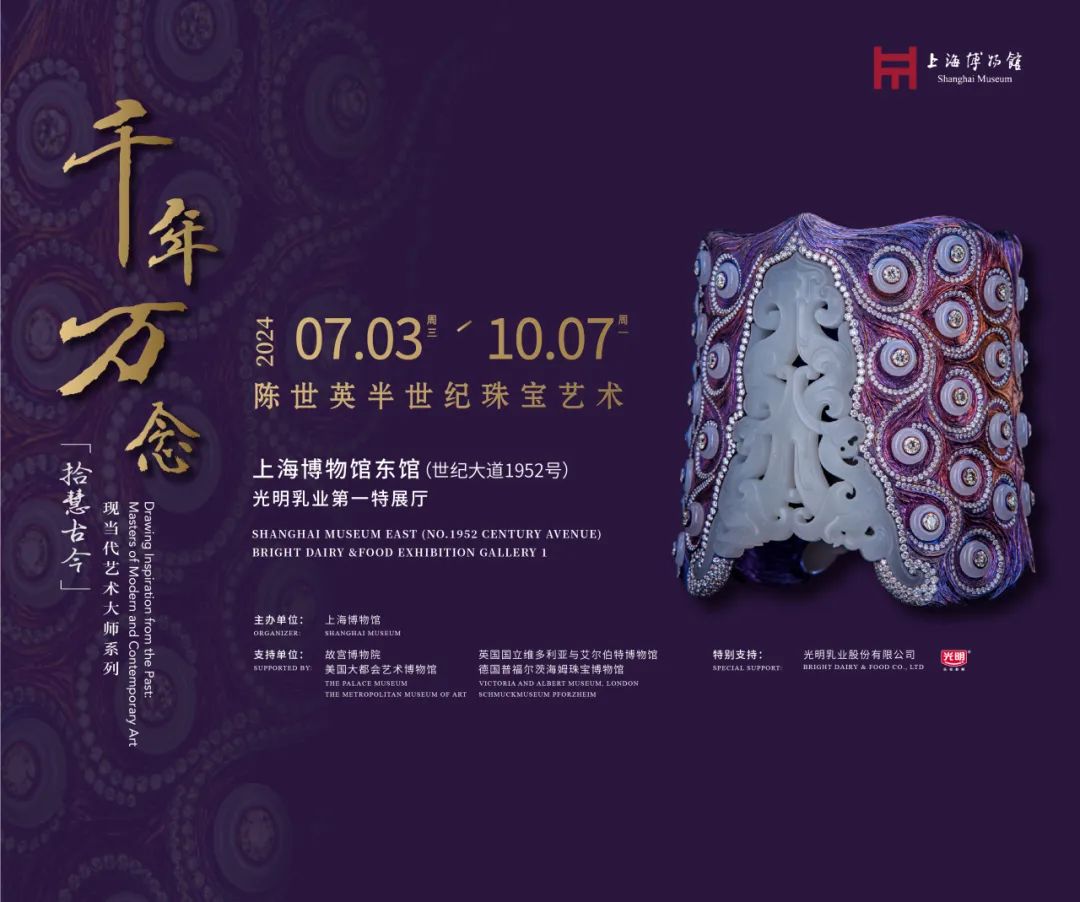 上海博物馆
Shanghai Museum
千年万念
「拾慧古今」
现当代艺术大师系列
Drawing Inspiration from the Past:
Masters of Modern and Contemporary Art
2024
07.03周三 - 10.07周一
陈世英半世纪珠宝艺术
上海博物馆东馆(世纪大道1952号)
光明乳业第一特展厅
SHANGHAI MUSEUM EAST (NO.1952 CENTURY AVENUE)
BRIGHT DAIRY &FOOD EXHIBITION GALLERY 1
主办单位: 上海博物馆
ORGANIZER: SHANGHAI MUSEUM
支持单位: 故宫博物院
美国大都会艺术博物馆
SUPPORTED BY: THE PALACE MUSEUM
THE METROPOLITAN MUSEUM OF ART
英国国立维多利亚与艾尔伯特博物馆
德国普福尔茨海姆珠宝博物馆
VICTORIA AND ALBERT MUSEUM, LONDON
SCHMUCKMUSEUM PFORZHEIM
特别支持: 光明乳业股份有限公司
SPECIAL SUPPORT: BRIGHT DAIRY & FOOD CO., LTD
光明